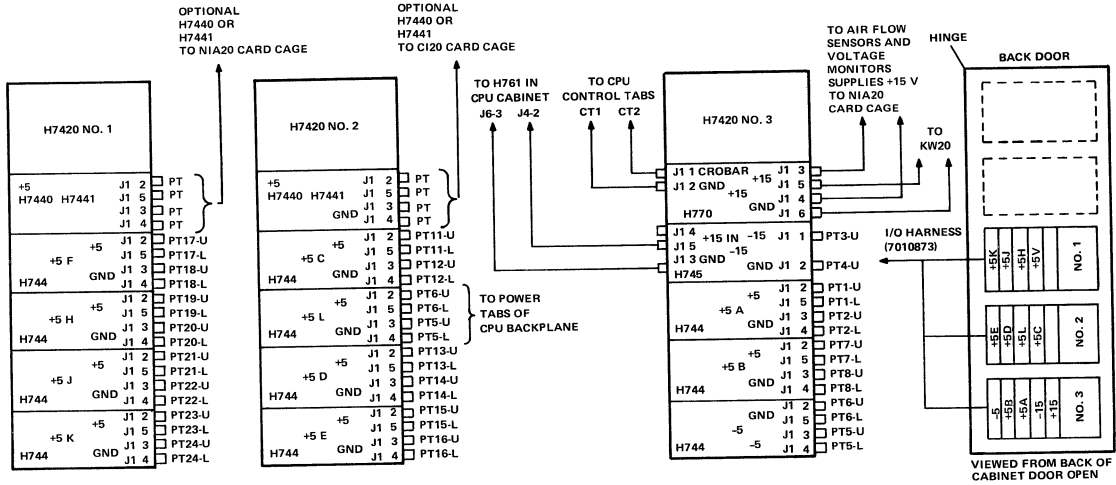 OPTIONAL
H7440 OR
H7441
TO NIA20 CARD CAGE
H7420 NO. 1
+5
H7440 H7441
J1 2 PT
J1 5 PT
J1 3 PT
J1 4 PT
+5
+5 F
GND
H744
J1 2 PT17-U
J1 5 PT17-L
J1 3 PT18-U
J1 4 PT18-L
+5
+5 H
GND
H744
J1 2 PT19-U
J1 5 PT19-L
J1 3 PT20-U
J1 4 PT20-L
+5
+5 J
GND
H744
J1 2 PT21-U
J1 5 PT21-L
J1 3 PT22-U
J1 4 PT22-L
+5
+5 K
GND
H744
J1 2 PT23-U
J1 5 PT23-L
J1 3 PT24-U
J1 4 PT24-L
OPTIONAL
H7440 OR
H7441
TO CI20 CARD CAGE
H7420 NO. 2
+5
H7440 H7441
GND
J1 2 PT
J1 5 PT
J1 3 PT
J1 4 PT
+5
+5 C
GND
H744
J1 2 PT11-U
J1 5 PT11-L
J1 3 PT12-U
J1 4 PT12-L
+5
+5 L
GND
H744
J1 2 PT6-U
J1 5 PT6-L
J1 3 PT5-U
J1 4 PT5-L
TO POWER
TABS OF
CPU BACKPLANE
+5
+5 D
GND
H744
J1 2 PT13-U
J1 5 PT13-L
J1 3 PT14-U
J1 4 PT14-L
+5
+5 E
GND
H744
J1 2 PT15-U
J1 5 PT15-L
J1 3 PT16-U
J1 4 PT16-L
TO H761 IN
CPU CABINET
J6-3 J4-2
TO CPU
CONTROL TABS
CT1 CT2
H7420 NO. 3
J1 1 CROBAR
J1 2 GND
+15
+15
GND
H770
J1 3
J1 5
J1 4
J1 6
TO AIR FLOW
SENSORS AND
VOLTAGE
MONITORS
SUPPLIES +15 V
TO NIA20
CARD CAGE
TO
KW20
J1 4
J1 5 +15 IN
J1 3 GND
H745
-15
-15
GND
J1 1 PT3-U
J1 2 PT4-U
+5
+5 A
GND
H744
J1 2 PT1-U
J1 5 PT1-L
J1 3 PT2-U
J1 4 PT2-L
+5
+5 B
GND
H744
J1 2 PT7-U
J1 5 PT7-L
J1 3 PT8-U
J1 4 PT8-L
GND
-5
-5
H744
J1 2 PT6-U
J1 5 PT6-L
J1 3 PT5-U
J1 4 PT5-L
HINGE
BACK DOOR
I/O HARNESS
(7010873)
+5K
+5J
+5H
+5V
NO. 1
+5E
+5D
+5L
+5C
NO. 2
-5
+5B
+5A
-15
+15
NO. 3
VIEWED FROM BACK OF
CABINET DOOR OPEN